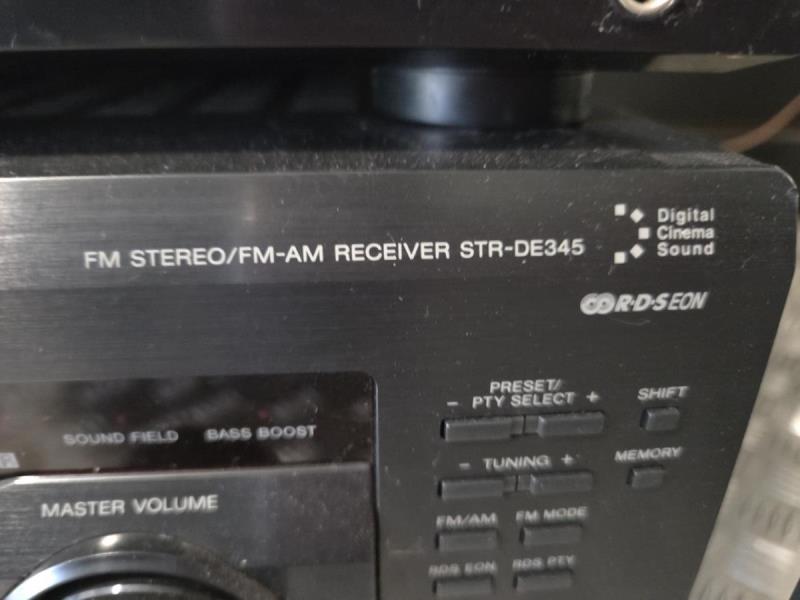 FM STEREO/FM-AM RECEIVER STR-DE345
Digital
Cinema
Sound
R·D·S EON
PRESET/
- PTY SELECT +
SHIFT
- TUNING +
MEMORY
SOUND FIELD BASS BOOST
MASTER VOLUME
FM/AM FM MODE
RDS EON RDS PTY